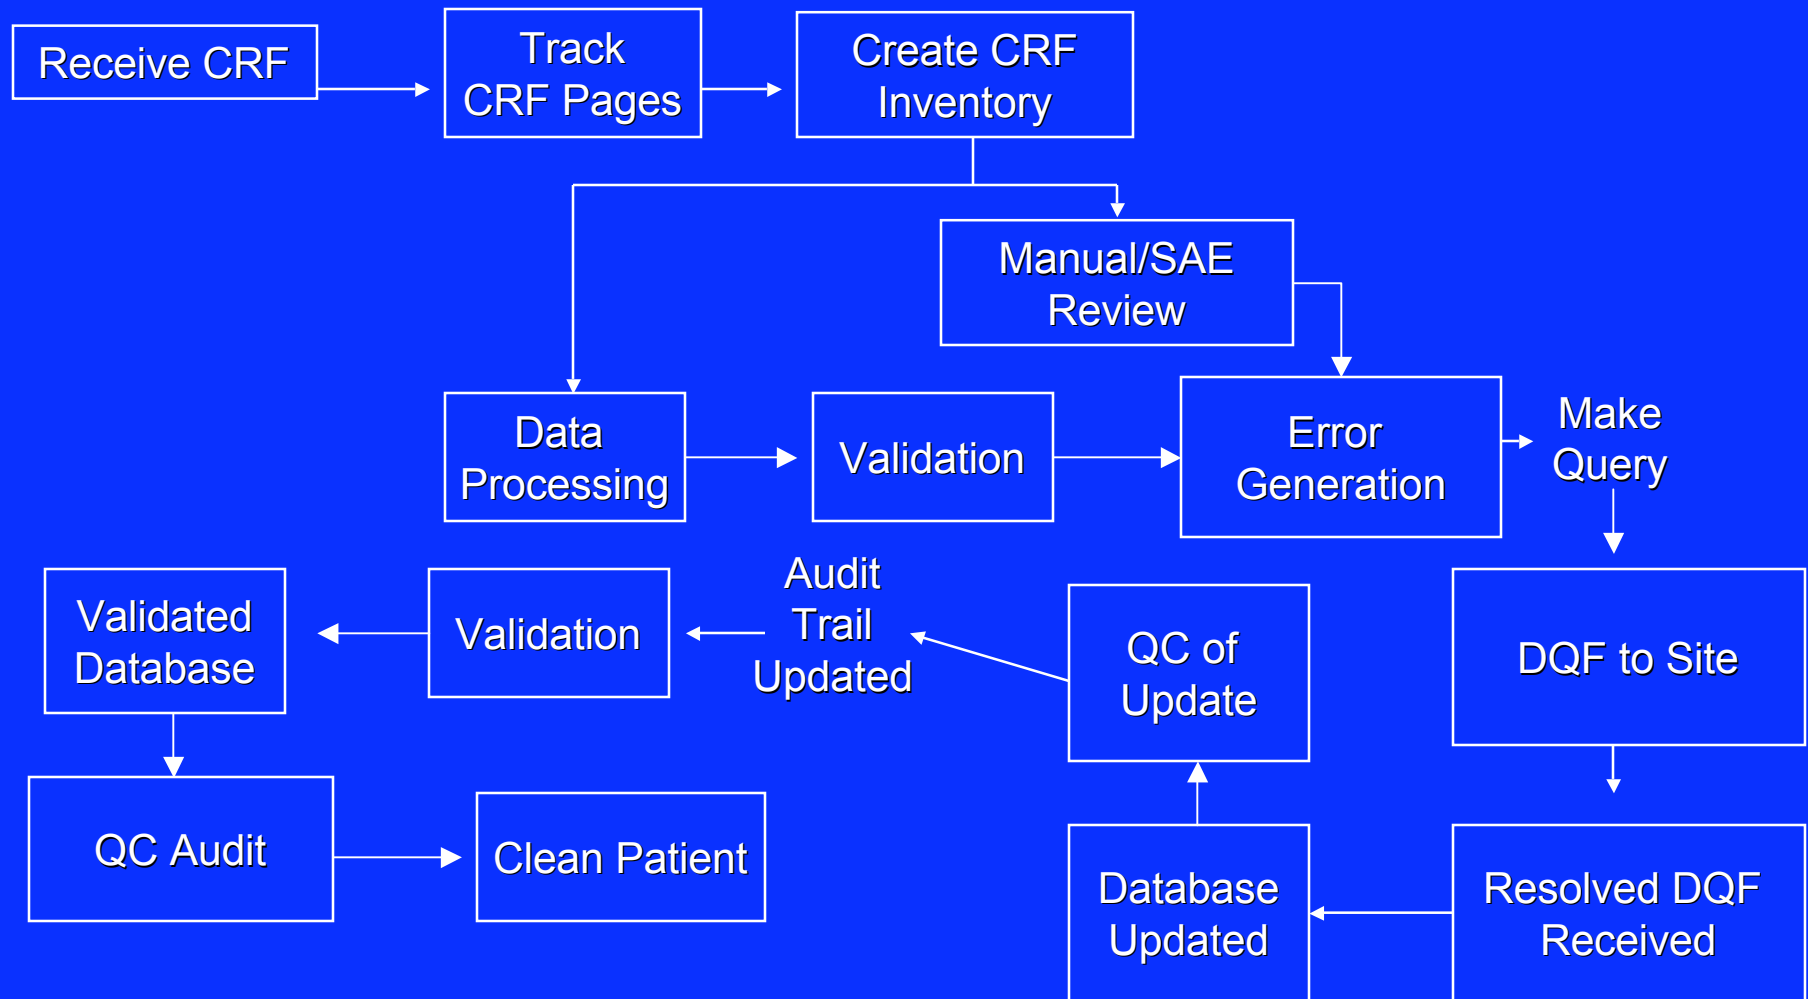 Receive CRF
Track
CRF Pages
Create CRF
Inventory
Manual/SAE
Review
Data
Processing
Validation
Error
Generation
Make
Query
Validated
Database
Validation
Audit
Trail
Updated
QC of
Update
DQF to Site
QC Audit
Clean Patient
Database
Updated
Resolved DQF
Received